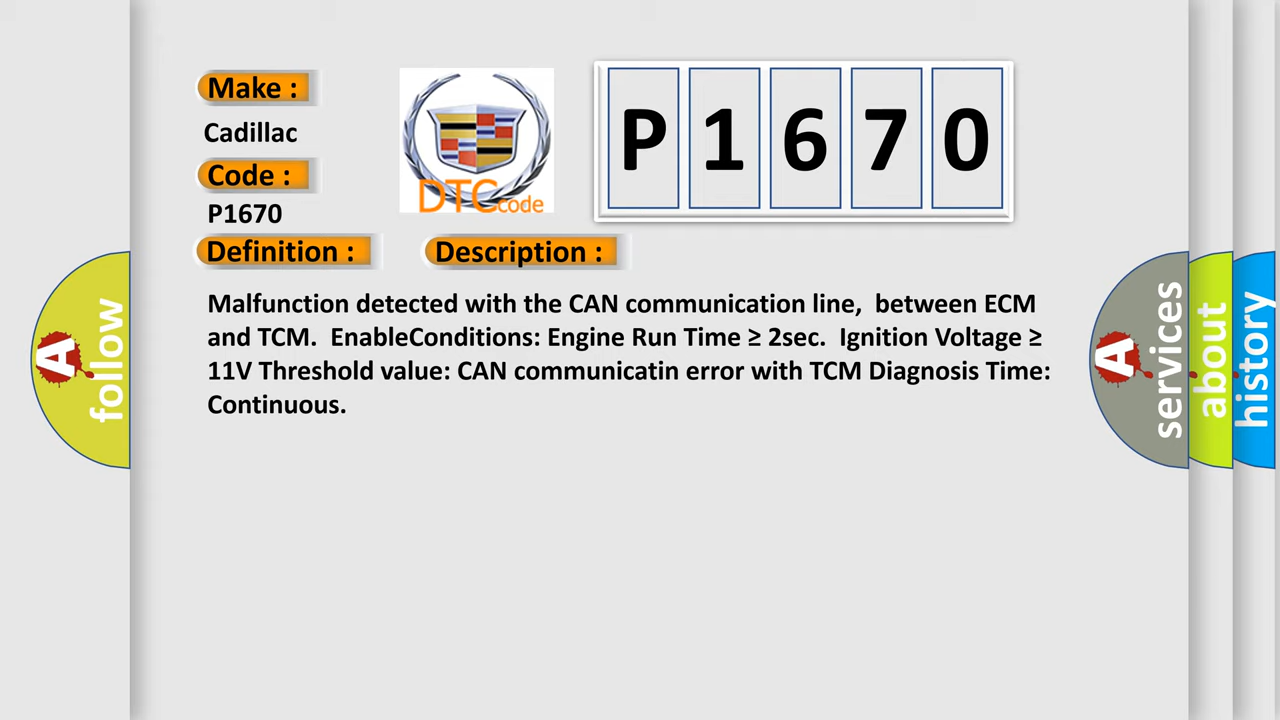 Make :
Cadillac
Code :
P1670
DTC code
P 1 6 7 0
Definition :
Description :
Malfunction detected with the CAN communication line,  between ECM
and TCM.  EnableConditions: Engine Run Time ≥ 2sec.  Ignition Voltage ≥
11V Threshold value: CAN communicatin error with TCM Diagnosis Time:
Continuous.
A
follow
A
services
about
history